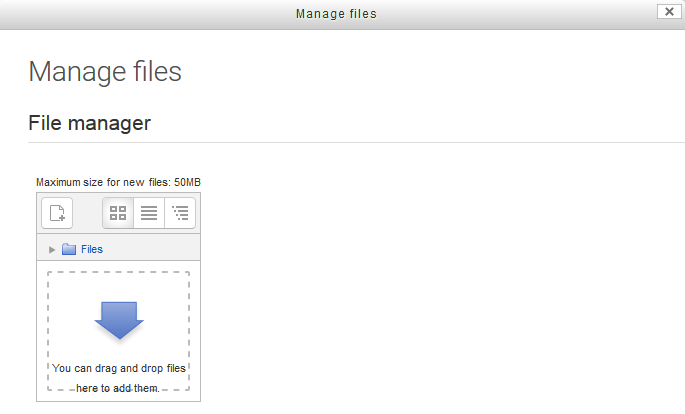 Manage files
Manage files
File manager
Maximum size for new files: 50MB
Files
You can drag and drop files
here to add them.